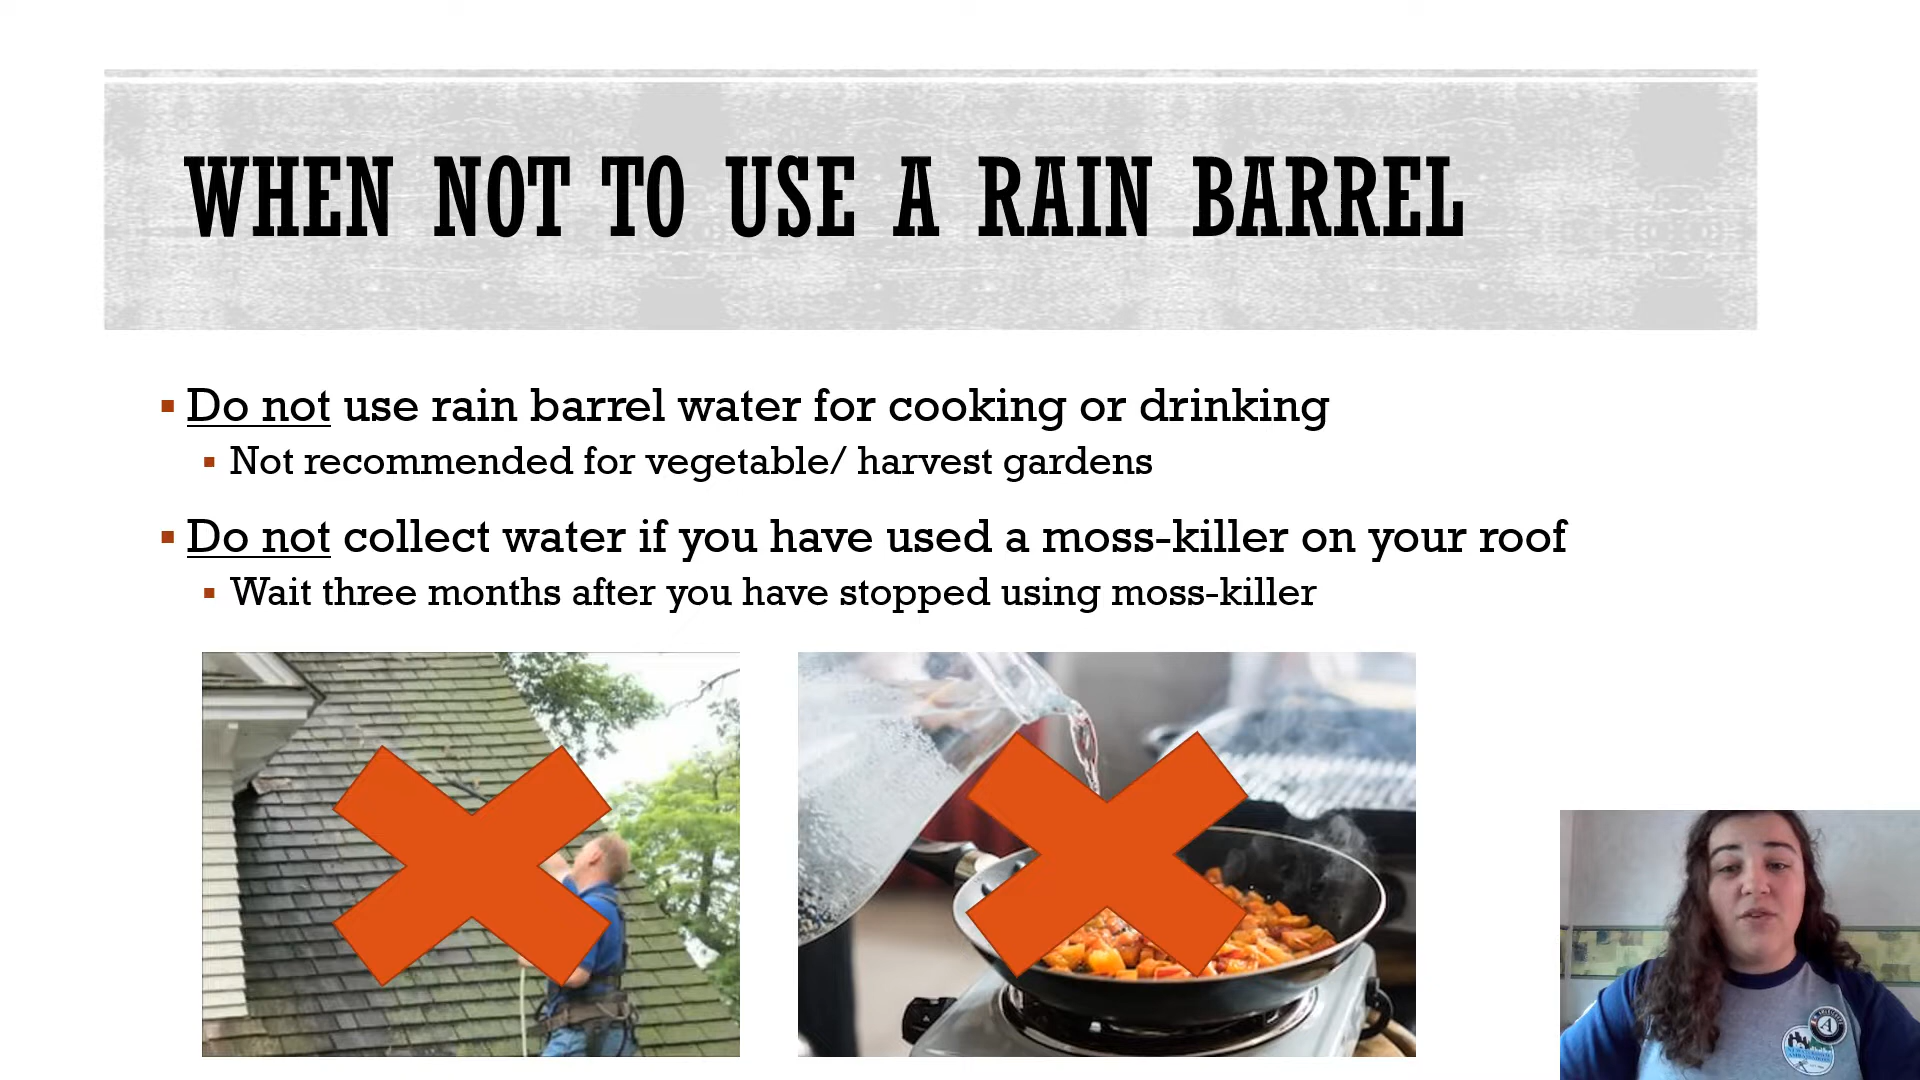 WHEN NOT TO USE A RAIN BARREL
Do not use rain barrel water for cooking or drinking
Not recommended for vegetable/ harvest gardens
Do not collect water if you have used a moss-killer on your roof
Wait three months after you have stopped using moss-killer